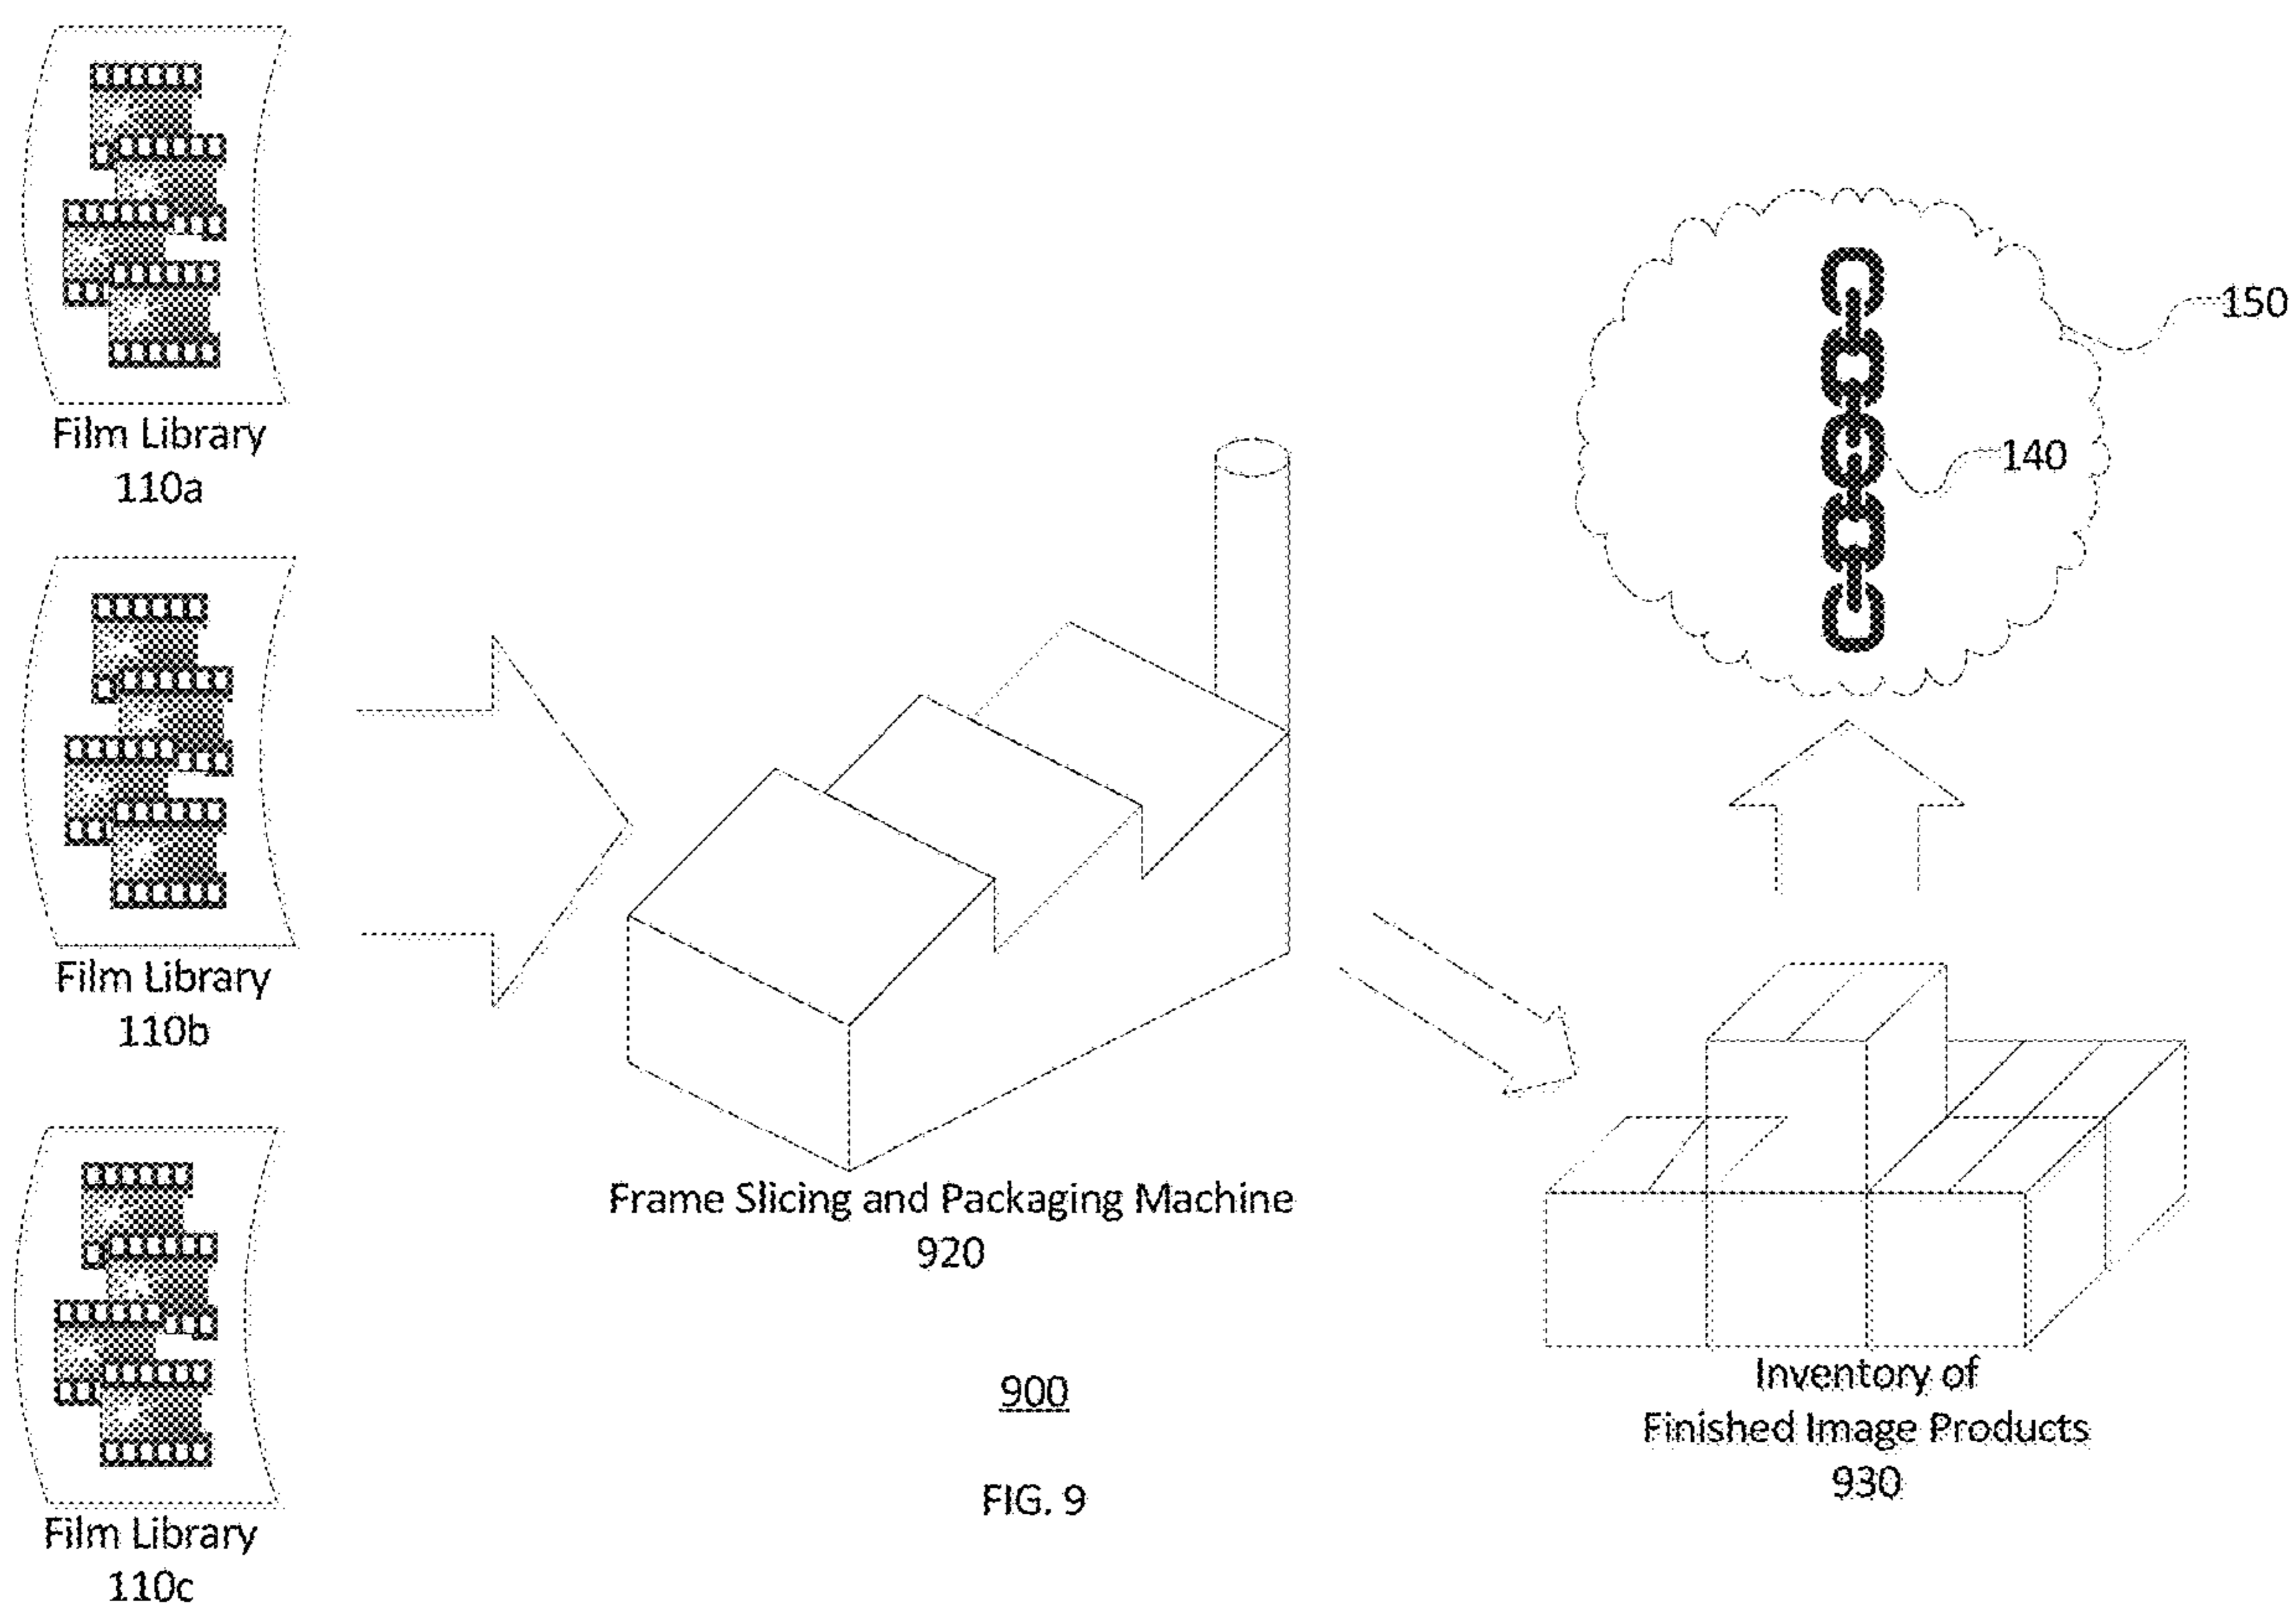 Film Library
110a
Film Library
110b
Film Library
110c
Frame Slicing and Packaging Machine
920
900
FIG. 9
150
140
Inventory of
Finished Image Products
930